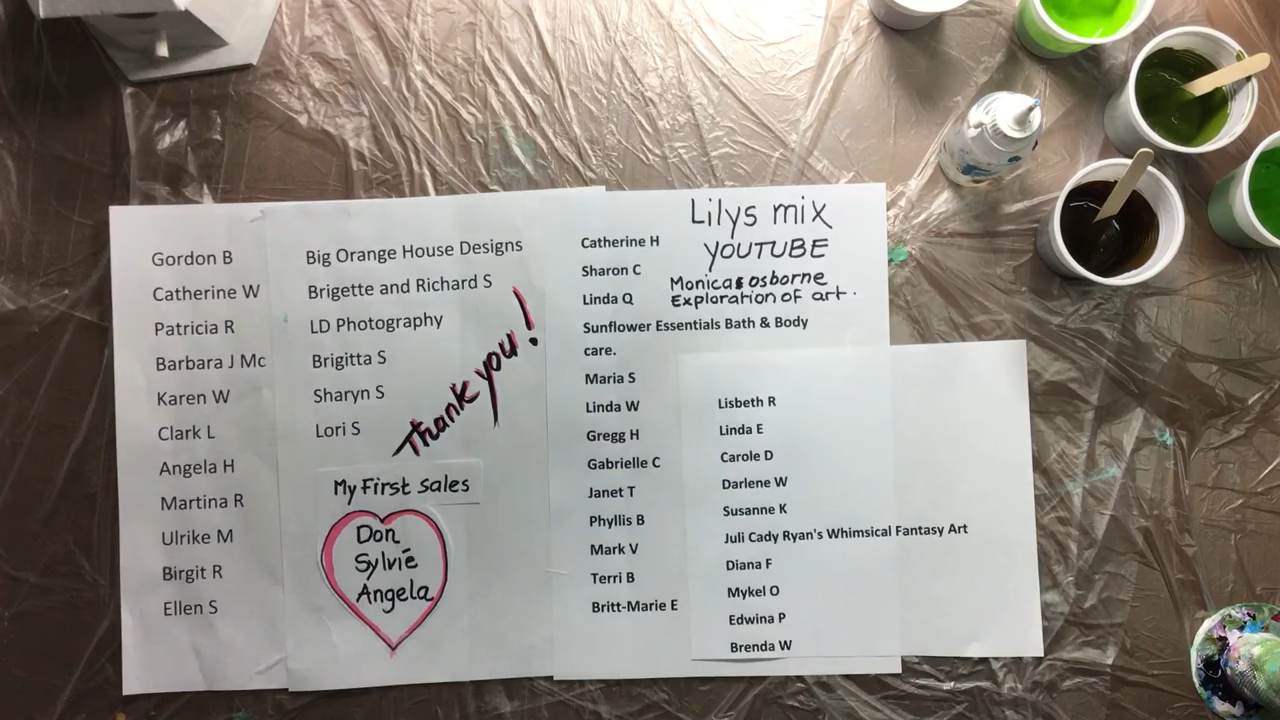 Gordon B
Catherine W
Patricia R
Barbara J Mc
Karen W
Clark L
Angela H
Martina R
Ulrike M
Birgit R
Ellen S
Big Orange House Designs
Brigette and Richard S
LD Photography
Brigitta S
Sharyn S
Lori S
Thank you!
My First Sales
Don
Sylvie
Angela
Lilys mix
YOUTUBE
Monica osborne
Exploration of art.
Catherine H
Sharon C
Linda Q
Sunflower Essentials Bath & Body
care.
Maria S
Linda W
Gregg H
Gabrielle C
Janet T
Phyllis B
Mark V
Terri B
Britt-Marie E
Lisbeth R
Linda E
Carole D
Darlene W
Susanne K
Juli Cady Ryan's Whimsical Fantasy Art
Diana F
Mykel O
Edwina P
Brenda W